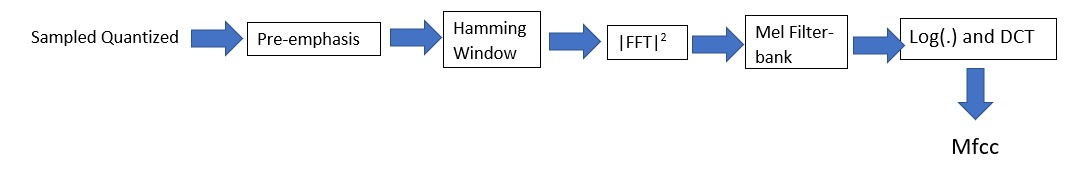 Sampled Quantized
Pre-emphasis
Hamming
Window
|FFT|²
Mel Filter-
bank
Log(.) and DCT
Mfcc